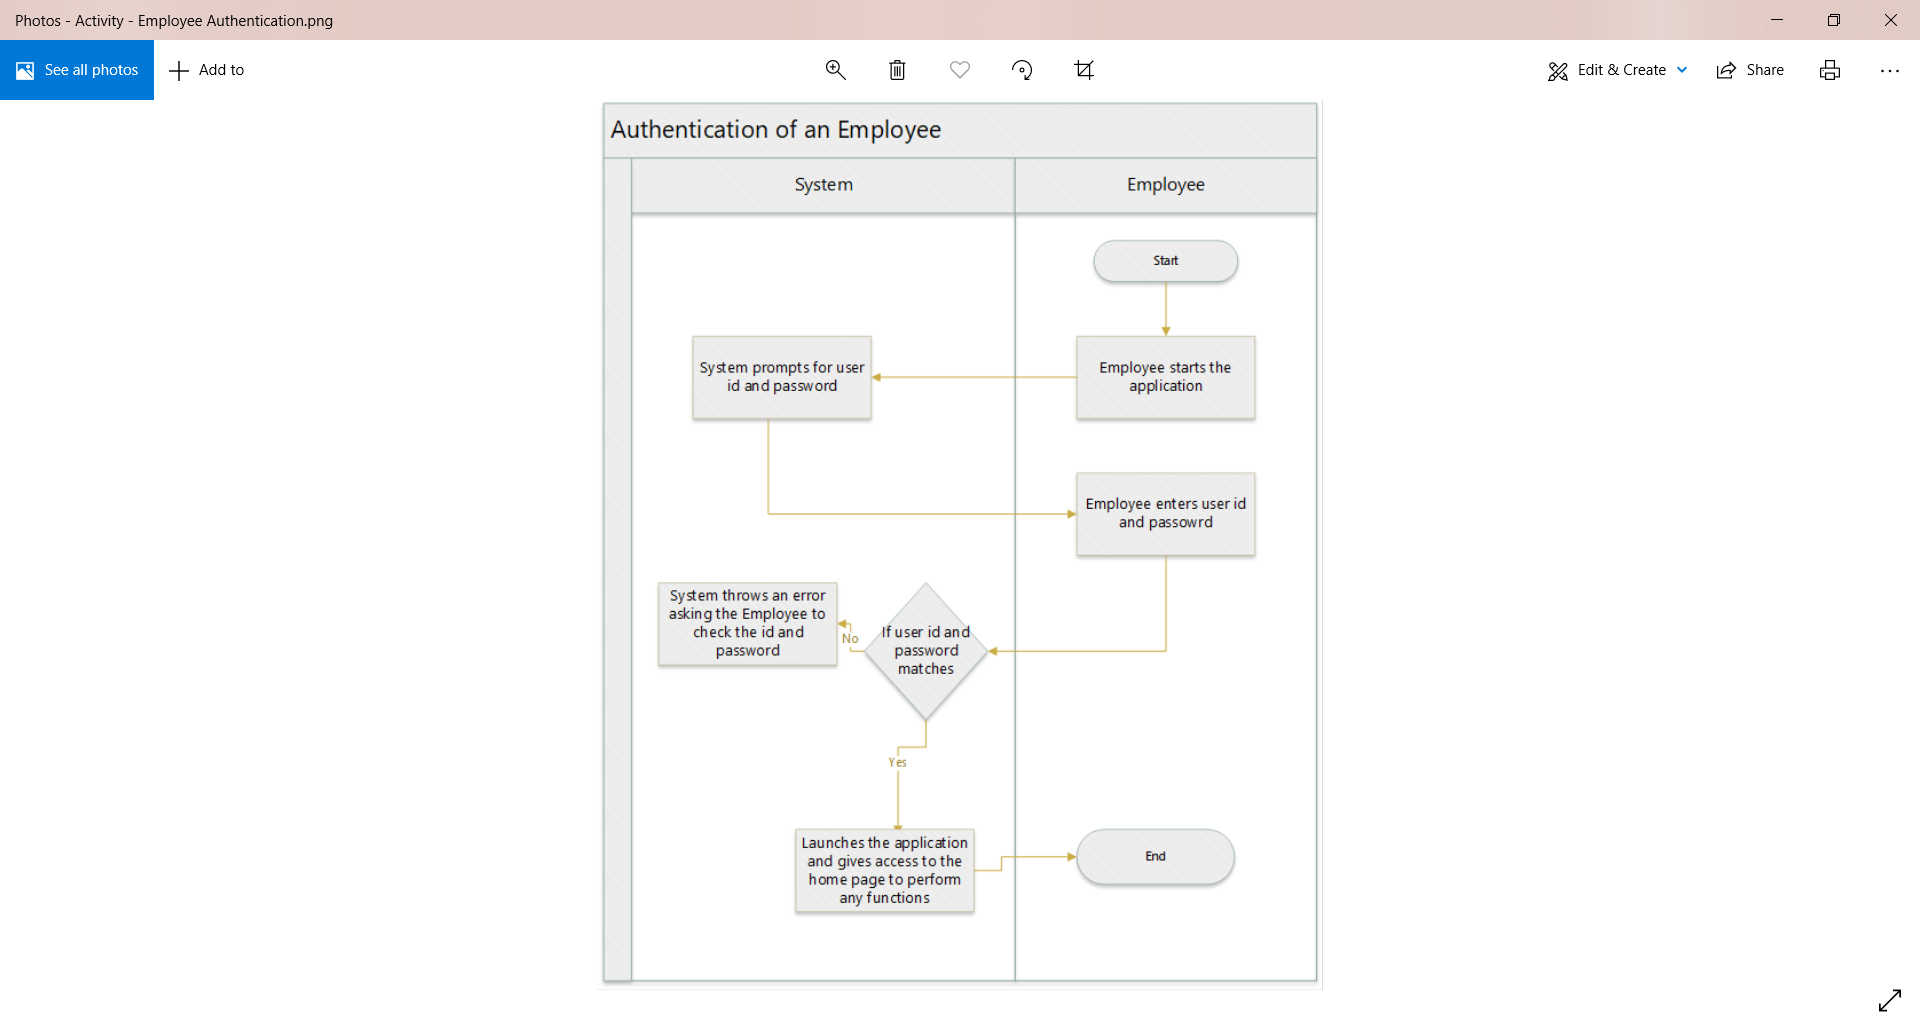 Photos - Activity - Employee Authentication.png
See all photos
Add to
Edit & Create
Share
Authentication of an Employee
System
Employee
Start
System prompts for user
id and password
Employee starts the
application
Employee enters user id
and passowrd
System throws an error
asking the Employee to
check the id and
password
No
If user id and
password
matches
Yes
Launches the application
and gives access to the
home page to perform
any functions
End